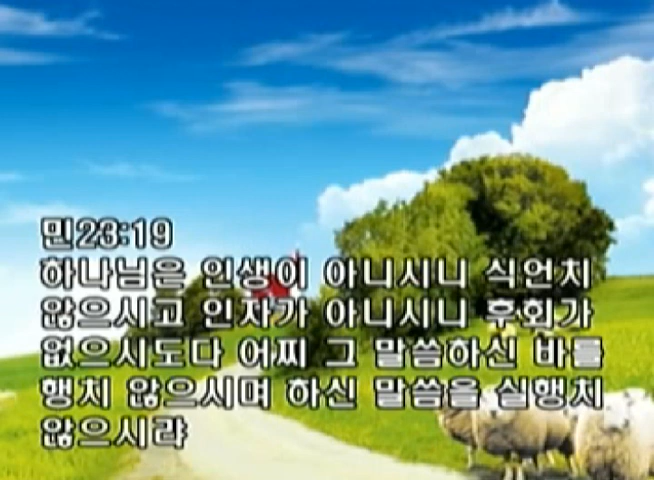 민23:19
하나님은 인생이 아니시니 식언치
않으시고 인자가 아니시니 후회가
없으시도다 어찌 그 말씀하신 바를
행치 않으시며 하신 말씀을 실행치
않으시랴